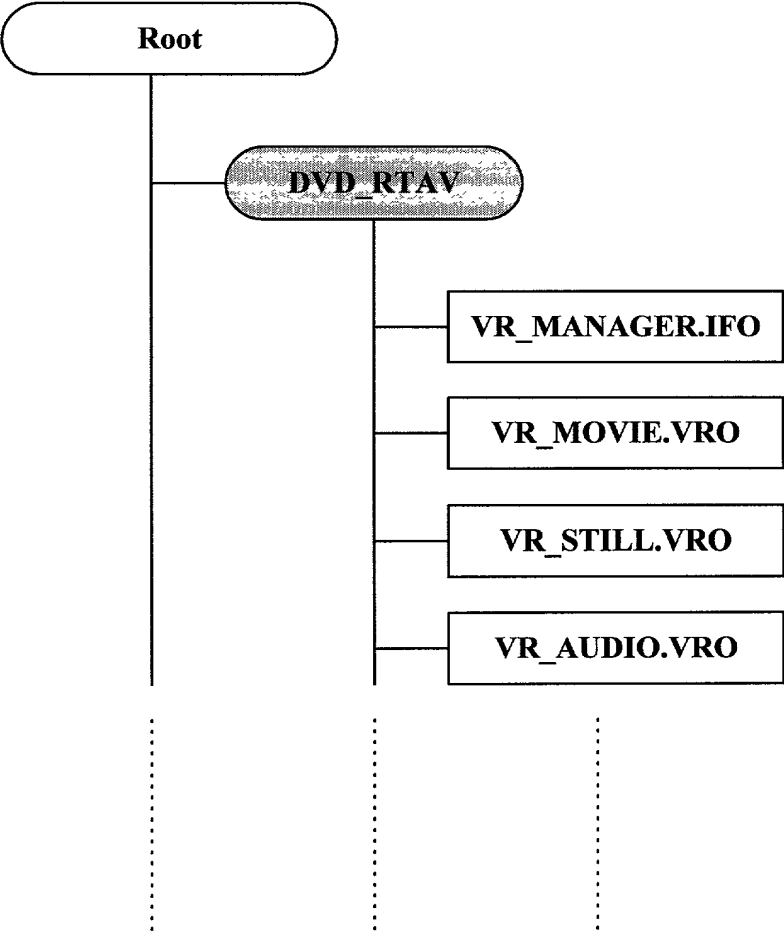 Root
DVD_RTAV
VR_MANAGER.IFO
VR_MOVIE.VRO
VR_STILL.VRO
VR_AUDIO.VRO